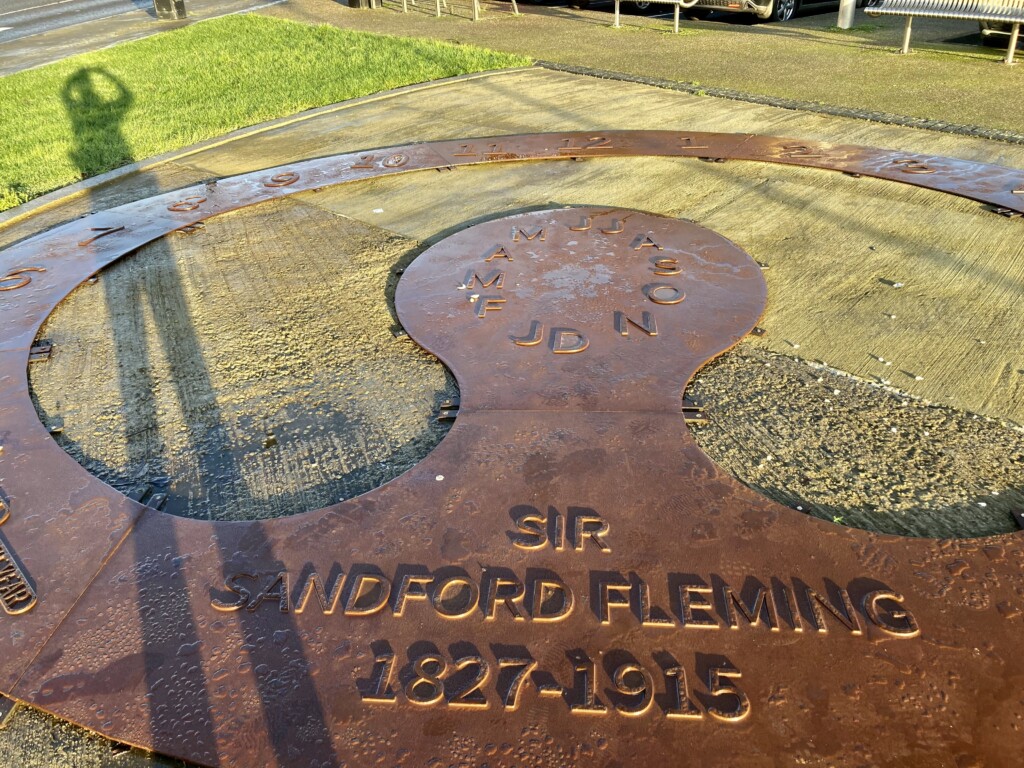 6 7 8 9 10 11 12 1 2 3
J F M A M J J A S O N D
SIR
SANDFORD FLEMING
1827-1915